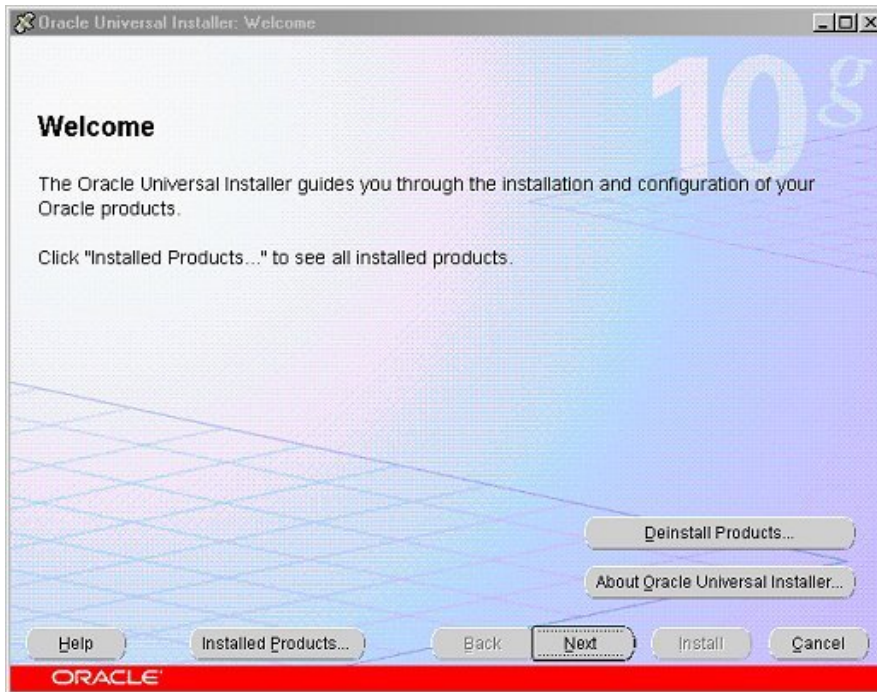 Oracle Universal Installer: Welcome
10g
Welcome
The Oracle Universal Installer guides you through the installation and configuration of your
Oracle products.
Click "Installed Products..." to see all installed products.
Deinstall Products...
About Oracle Universal Installer...
Help
Installed Products...
Back
Next
Install
Cancel
ORACLE